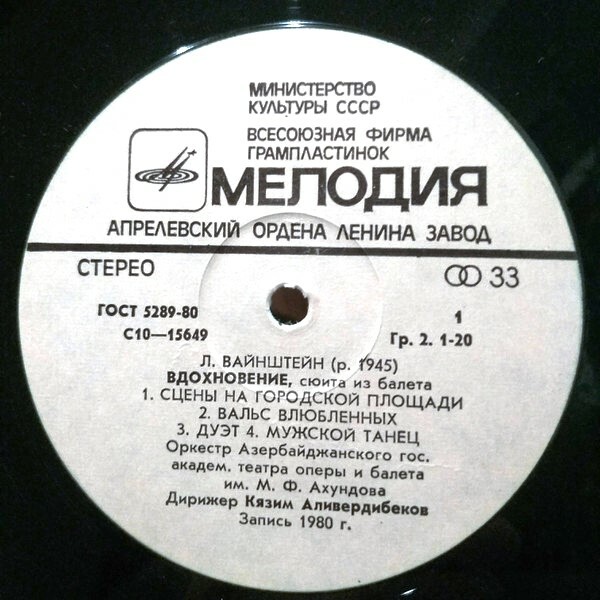 МИНИСТЕРСТВО
КУЛЬТУРЫ СССР
ВСЕСОЮЗНАЯ ФИРМА
ГРАМПЛАСТИНОК
МЕЛОДИЯ
АПРЕЛЕВСКИЙ ОРДЕНА ЛЕНИНА ЗАВОД
СТЕРЕО 33
ГОСТ 5289-80 1
С10—15649 Гр. 2. 1-20
Л. ВАЙНШТЕЙН (р. 1945)
ВДОХНОВЕНИЕ, сюита из балета
1. СЦЕНЫ НА ГОРОДСКОЙ ПЛОЩАДИ
2. ВАЛЬС ВЛЮБЛЕННЫХ
3. ДУЭТ 4. МУЖСКОЙ ТАНЕЦ
Оркестр Азербайджанского гос.
академ. театра оперы и балета
им. М. Ф. Ахундова
Дирижер Кязим Аливердибеков
Запись 1980 г.